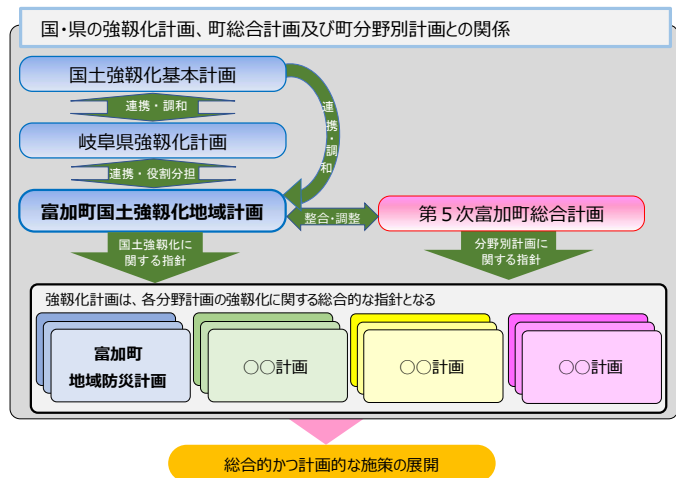 国・県の強靱化計画、町総合計画及び町分野別計画との関係
国土強靱化基本計画
連携・調和
岐阜県強靱化計画
連携・役割分担
連携・調和
富加町国土強靱化地域計画
整合・調整
第５次富加町総合計画
国土強靱化に
関する指針
分野別計画に
関する指針
強靱化計画は、各分野計画の強靱化に関する総合的な指針となる
富加町
地域防災計画
〇〇計画
〇〇計画
〇〇計画
総合的かつ計画的な施策の展開